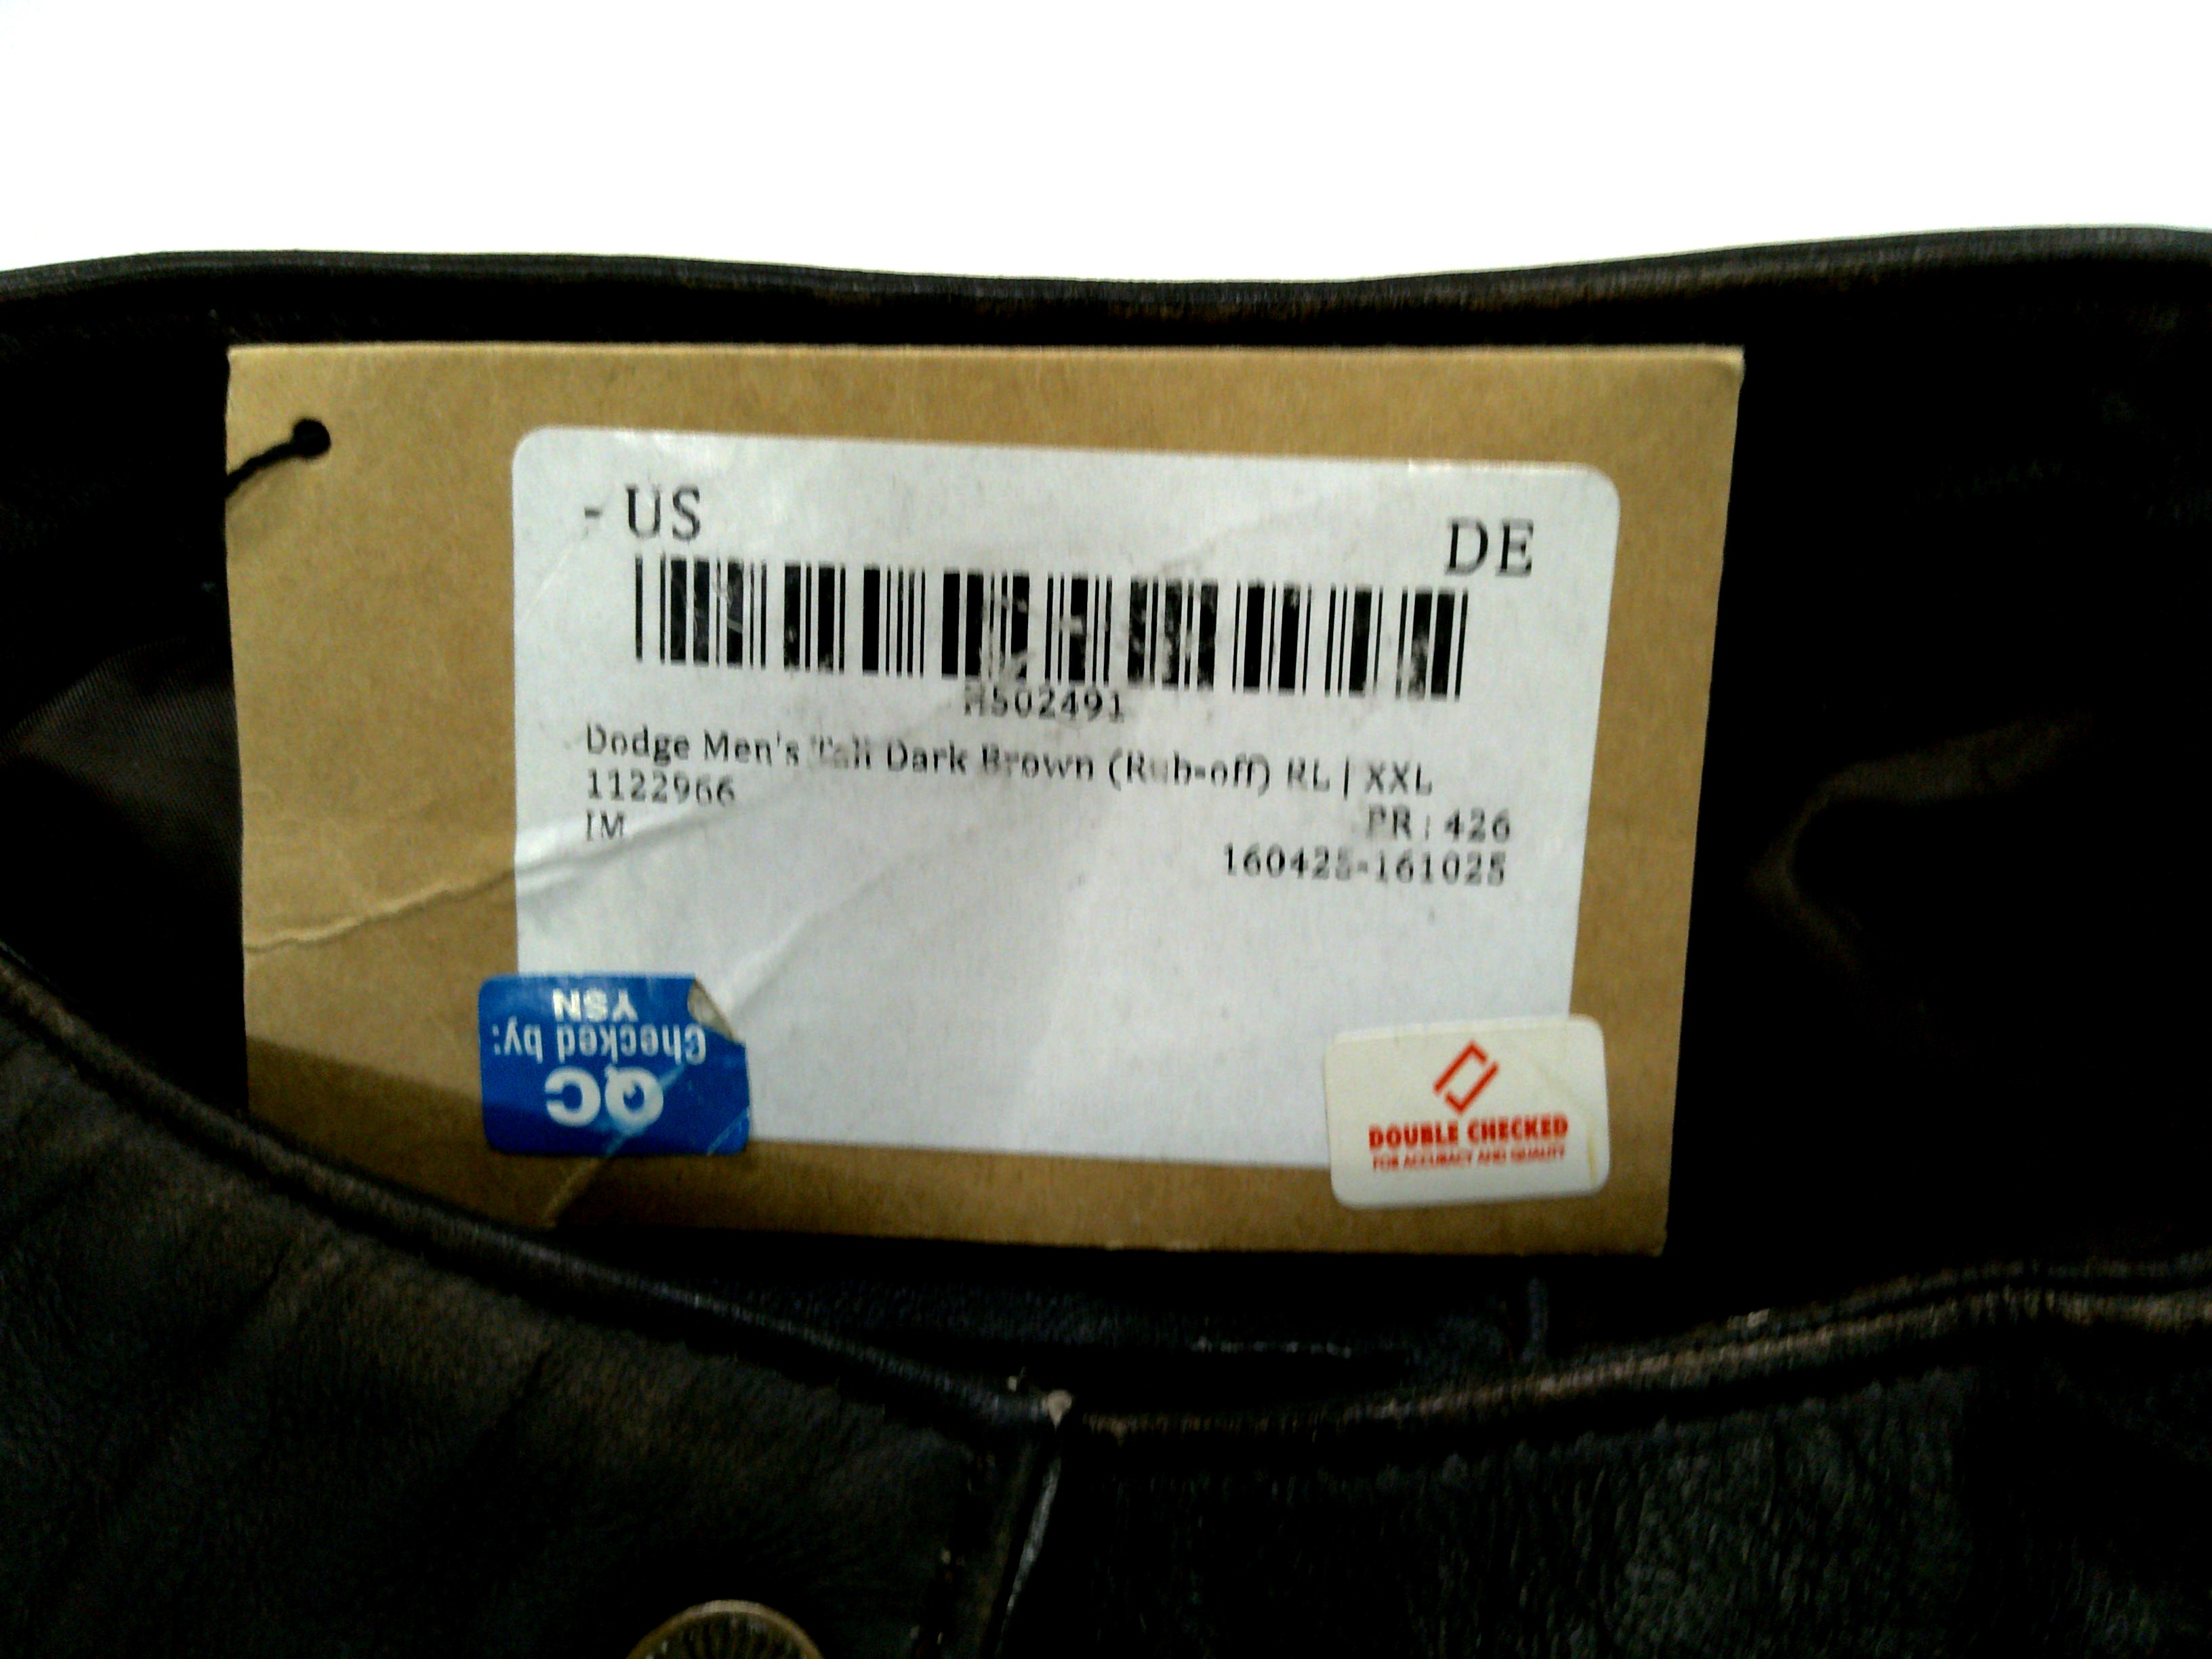 - US
DE
H502491
Dodge Men's Tall Dark Brown (Rub-off) RL | XXL
1122966
IM
PR : 426
160425-161025
QC
Checked by:
YSN
DOUBLE CHECKED
FOR ACCURACY AND QUALITY